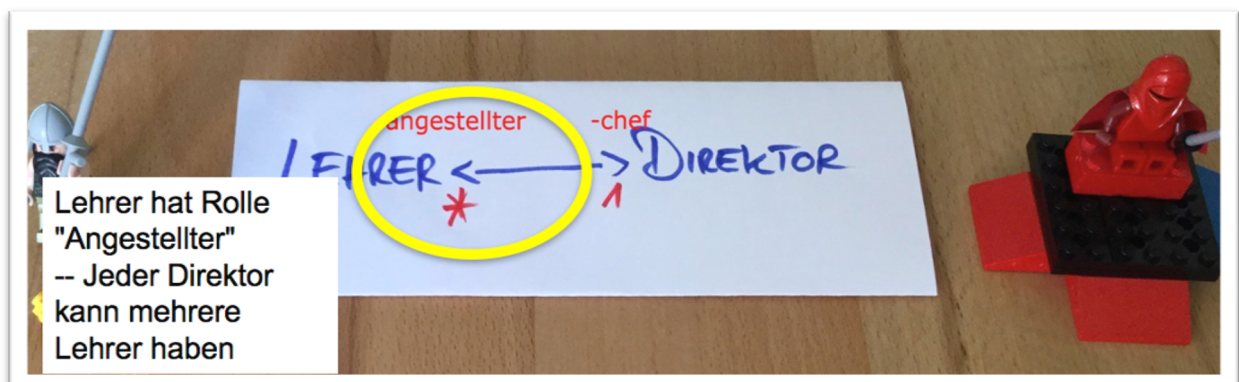 angestellter -chef
LEHRER <—> DIREKTOR
* 1
Lehrer hat Rolle
"Angestellter"
-- Jeder Direktor
kann mehrere
Lehrer haben